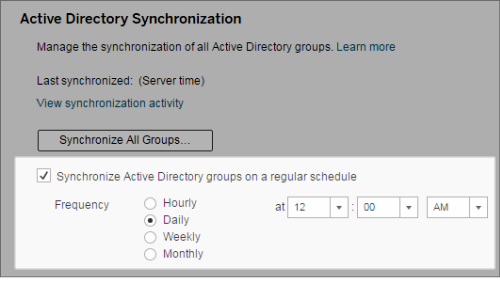 Active Directory Synchronization
Manage the synchronization of all Active Directory groups. Learn more
Last synchronized: (Server time)
View synchronization activity
Synchronize All Groups...
Synchronize Active Directory groups on a regular schedule
Frequency Hourly at 12 : 00 AM
Daily
Weekly
Monthly